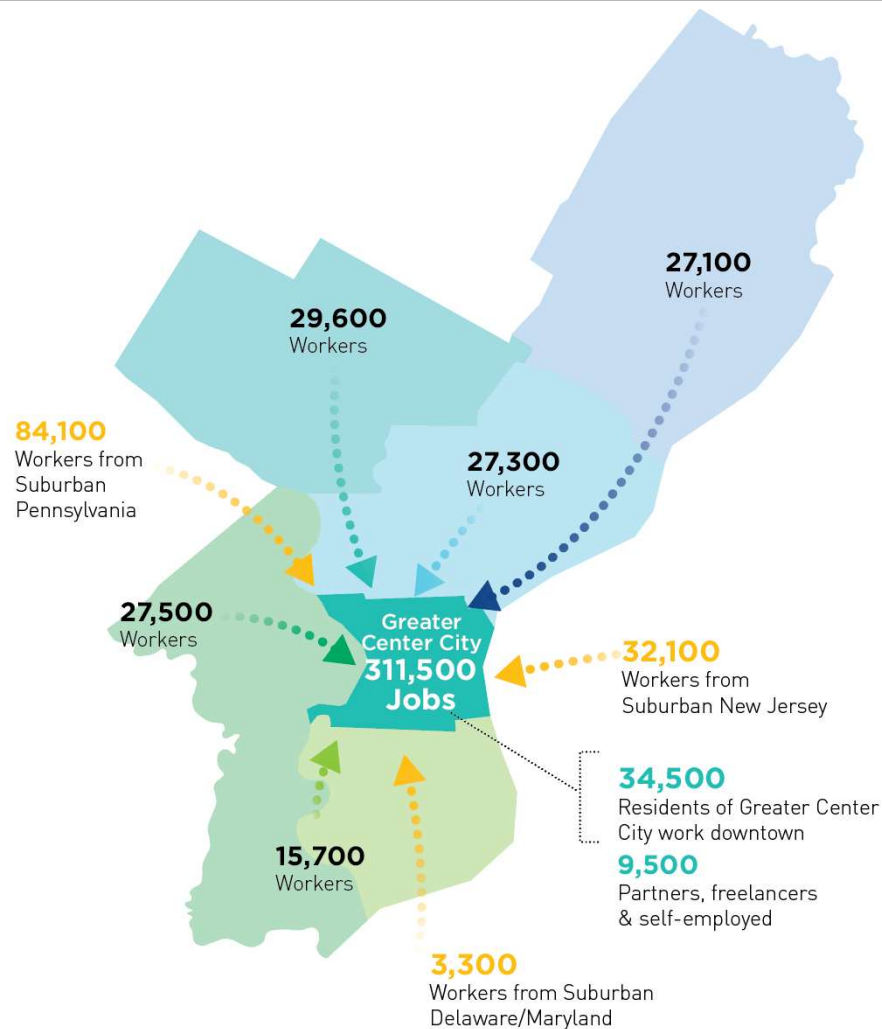 27,100
Workers
29,600
Workers
84,100
Workers from
Suburban
Pennsylvania
27,300
Workers
27,500
Workers
Greater
Center City
311,500
Jobs
32,100
Workers from
Suburban New Jersey
34,500
Residents of Greater Center
City work downtown
9,500
Partners, freelancers
& self-employed
15,700
Workers
3,300
Workers from Suburban
Delaware/Maryland